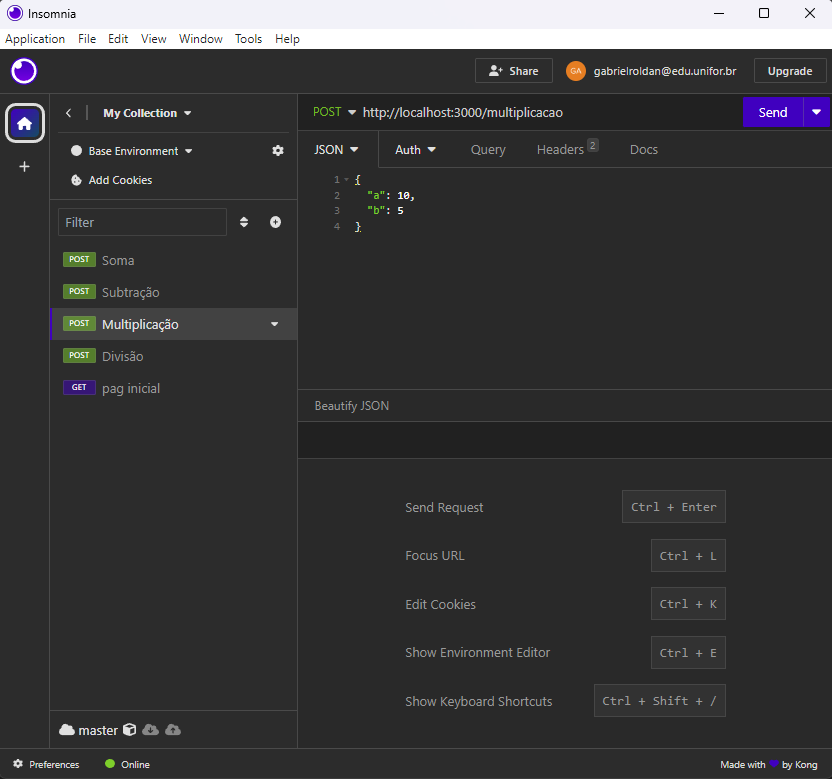 Insomnia
Application File Edit View Window Tools Help
Share GA gabrielroldan@edu.unifor.br Upgrade
My Collection
POST http://localhost:3000/multiplicacao Send
Base Environment
JSON Auth Query Headers 2 Docs
Add Cookies
1 {
2 "a": 10,
3 "b": 5
4 }
Filter
POST Soma
POST Subtração
POST Multiplicação
POST Divisão
GET pag inicial
Beautify JSON
Send Request Ctrl + Enter
Focus URL Ctrl + L
Edit Cookies Ctrl + K
Show Environment Editor Ctrl + E
Show Keyboard Shortcuts Ctrl + Shift + /
master
Preferences Online Made with by Kong